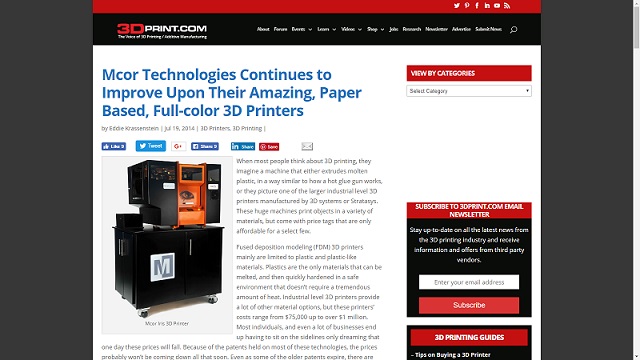 3DPRINT.COM
The Voice of 3D Printing / Additive Manufacturing
About Forum Events Learn Videos Shop Jobs Research Newsletter Advertise Submit News
Mcor Technologies Continues to
Improve Upon Their Amazing, Paper
Based, Full-color 3D Printers
by Eddie Krassenstein | Jul 19, 2014 | 3D Printers, 3D Printing |
Like 9 Tweet G+ Share 9 Share Save
When most people think about 3D printing, they
imagine a machine that either extrudes molten
plastic, in a way similar to how a hot glue gun works,
or they picture one of the larger industrial level 3D
printers manufactured by 3D systems or Stratasys.
These huge machines print objects in a variety of
materials, but come with price tags that are only
affordable for a select few.
Fused deposition modeling (FDM) 3D printers
mainly are limited to plastic and plastic-like
materials. Plastics are the only materials that can be
melted, and then quickly hardened in a safe
environment that doesn't require a tremendous
amount of heat. Industrial level 3D printers provide
a lot of other material options, but these printers'
costs range from $75,000 up to over $1 million.
Most individuals, and even a lot of businesses end
up having to sit on the sidelines only dreaming that
one day these prices will fall. Because of the patents held on most of these technologies, the prices
probably won't be coming down all that soon. Even as some of the older patents expire, there are
M
Mcor Iris 3D Printer
VIEW BY CATEGORIES
Select Category
SUBSCRIBE TO 3DPRINT.COM EMAIL
NEWSLETTER
Stay up-to-date on all the latest news from
the 3D printing industry and receive
information and offers from third party
vendors.
Enter your email address
Subscribe
3D PRINTING GUIDES
– Tips on Buying a 3D Printer